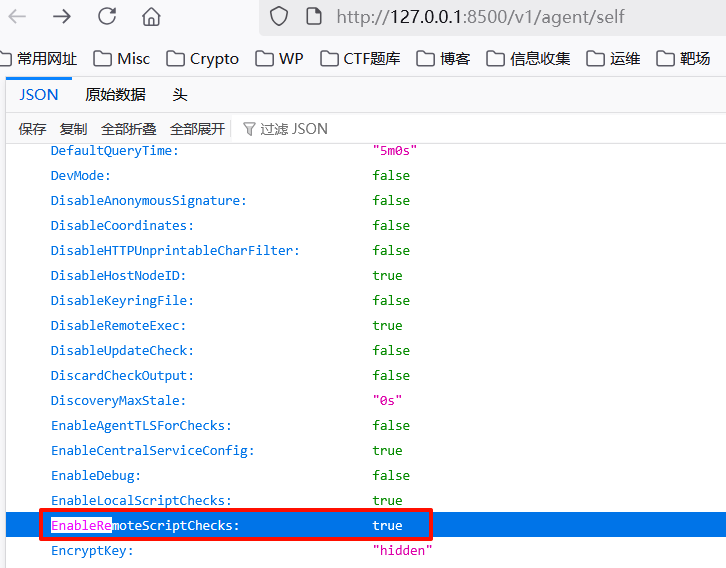 http://127.0.0.1:8500/v1/agent/self
常用网址 Misc Crypto WP CTF题库 博客 信息收集 运维 靶场
JSON 原始数据 头
保存 复制 全部折叠 全部展开 过滤 JSON
DefaultQueryTime: "5m0s"
DevMode: false
DisableAnonymousSignature: false
DisableCoordinates: false
DisableHTTPUnprintableCharFilter: false
DisableHostNodeID: true
DisableKeyringFile: false
DisableRemoteExec: true
DisableUpdateCheck: false
DiscardCheckOutput: false
DiscoveryMaxStale: "0s"
EnableAgentTLSForChecks: false
EnableCentralServiceConfig: true
EnableDebug: false
EnableLocalScriptChecks: true
EnableRemoteScriptChecks: true
EncryptKey: "hidden"